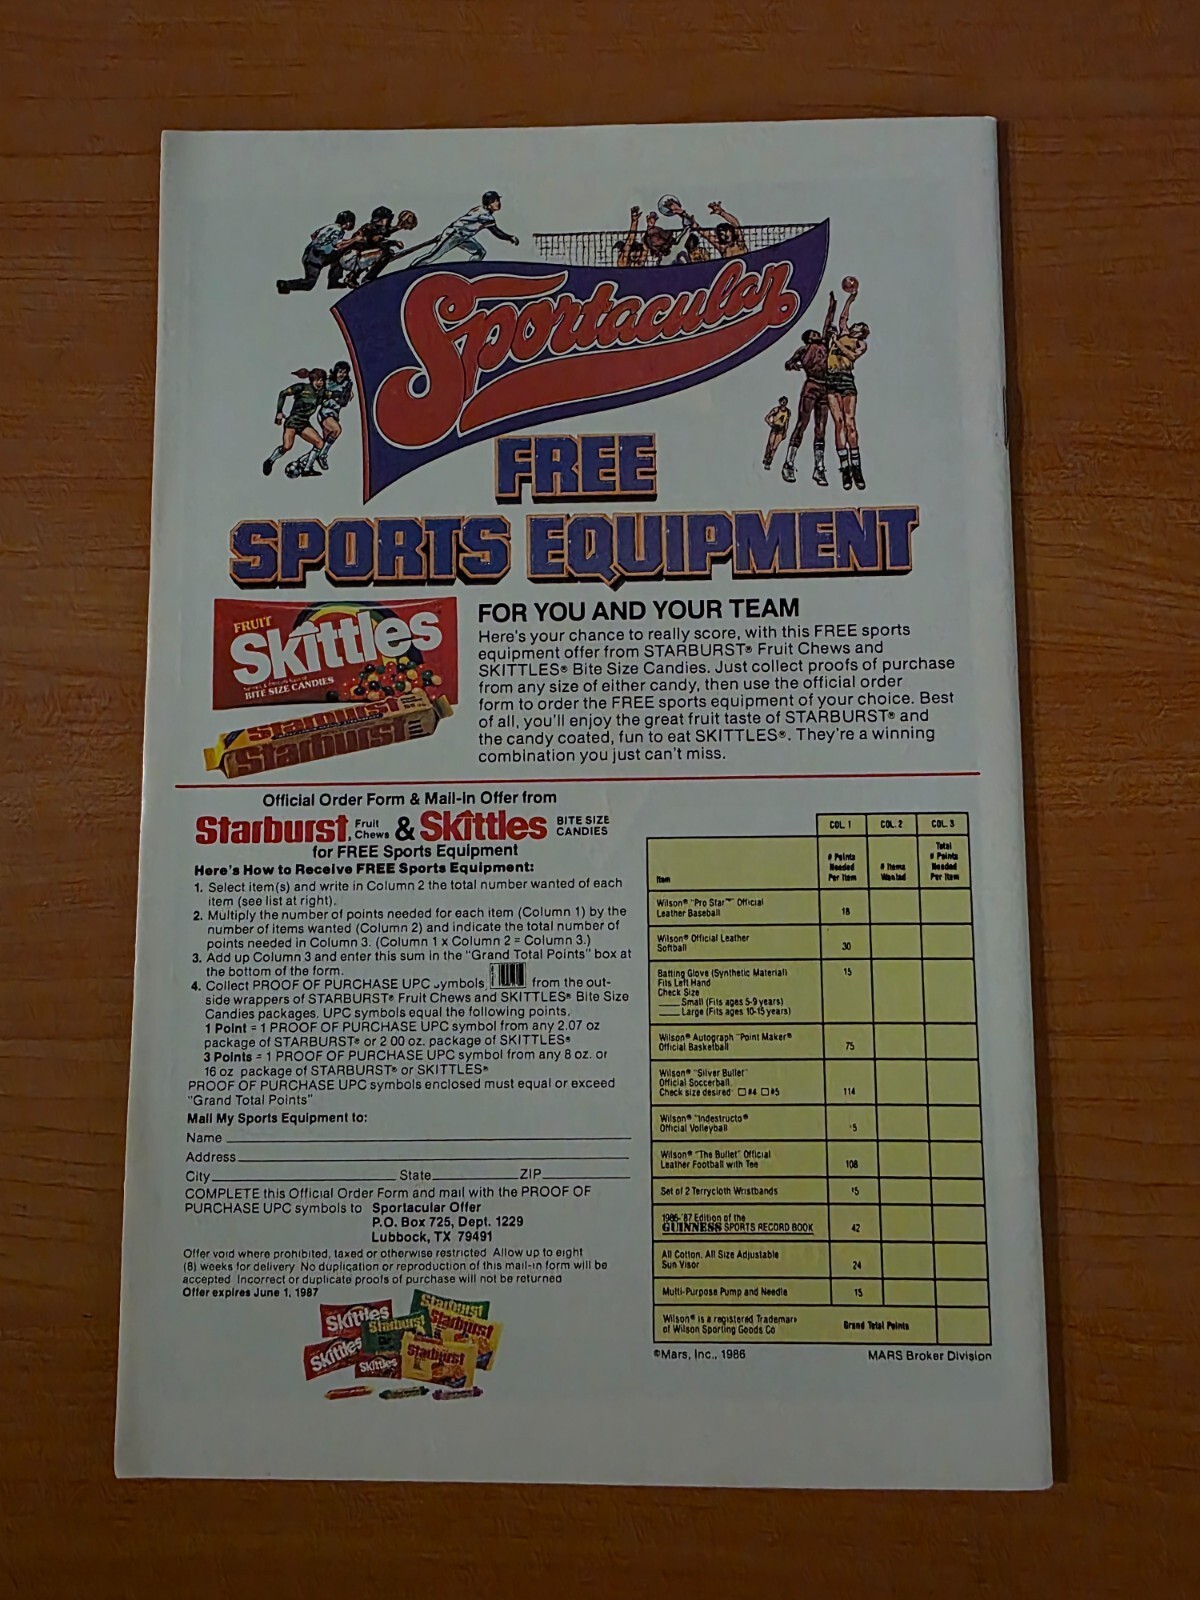 Sportacular
FREE
SPORTS EQUIPMENT
FRUIT
Skittles
BITE SIZE CANDIES
Starburst
Starburst
FOR YOU AND YOUR TEAM
Here's your chance to really score, with this FREE sports
equipment offer from STARBURST® Fruit Chews and
SKITTLES® Bite Size Candies. Just collect proofs of purchase
from any size of either candy, then use the official order
form to order the FREE sports equipment of your choice. Best
of all, you'll enjoy the great fruit taste of STARBURST® and
the candy coated, fun to eat SKITTLES®. They're a winning
combination you just can't miss.
Official Order Form & Mail-in Offer from
Starburst Fruit Chews & Skittles BITE SIZE CANDIES
for FREE Sports Equipment
Here's How to Receive FREE Sports Equipment:
1. Select item(s) and write in Column 2 the total number wanted of each
item (see list at right).
2. Multiply the number of points needed for each item (Column 1) by the
number of items wanted (Column 2) and indicate the total number of
points needed in Column 3. (Column 1 x Column 2 = Column 3.)
3. Add up Column 3 and enter this sum in the "Grand Total Points" box at
the bottom of the form.
4. Collect PROOF OF PURCHASE UPC symbols, from the out-
side wrappers of STARBURST® Fruit Chews and SKITTLES® Bite Size
Candies packages. UPC symbols equal the following points.
1 Point = 1 PROOF OF PURCHASE UPC symbol from any 2.07 oz
package of STARBURST® or 2 00 oz. package of SKITTLES®
3 Points = 1 PROOF OF PURCHASE UPC symbol from any 8 oz. or
16 oz package of STARBURST® or SKITTLES®
PROOF OF PURCHASE UPC symbols enclosed must equal or exceed
"Grand Total Points"
Mail My Sports Equipment to:
Name
Address
City State ZIP
COMPLETE this Official Order Form and mail with the PROOF OF
PURCHASE UPC symbols to Sportacular Offer
P.O. Box 725, Dept. 1229
Lubbock, TX 79491
Offer void where prohibited, taxed or otherwise restricted Allow up to eight
(8) weeks for delivery No duplication or reproduction of this mail-in form will be
accepted Incorrect or duplicate proofs of purchase will not be returned
Offer expires June 1, 1987
Skittles
Starburst
Starburst
Starburst
Skittles
Skittles
Starburst
COL. 1 COL. 2 COL. 3
Item # Points Needed Per Item # Items Wanted Total # Points Needed Per Item
Wilson® "Pro Star™" Official
Leather Baseball 18
Wilson® Official Leather
Softball 30
Batting Glove (Synthetic Material) 15
Fits Left Hand
Check Size
Small (Fits ages 5-9 years)
Large (Fits ages 10-15 years)
Wilson® Autograph "Point Maker®
Official Basketball 75
Wilson® "Silver Bullet"
Official Soccerball,
Check size desired □ #4 □ #5 114
Wilson® "Indestructo®
Official Volleyball
Wilson® "The Bullet" Official
Leather Football with Tee 108
Set of 2 Terrycloth Wristbands 15
1986-'87 Edition of the
GUINNESS SPORTS RECORD BOOK 42
All Cotton, All Size Adjustable
Sun Visor 24
Multi-Purpose Pump and Needle 15
Wilson® is a registered Trademark
of Wilson Sporting Goods Co Grand Total Points
©Mars, Inc., 1986 MARS Broker Division